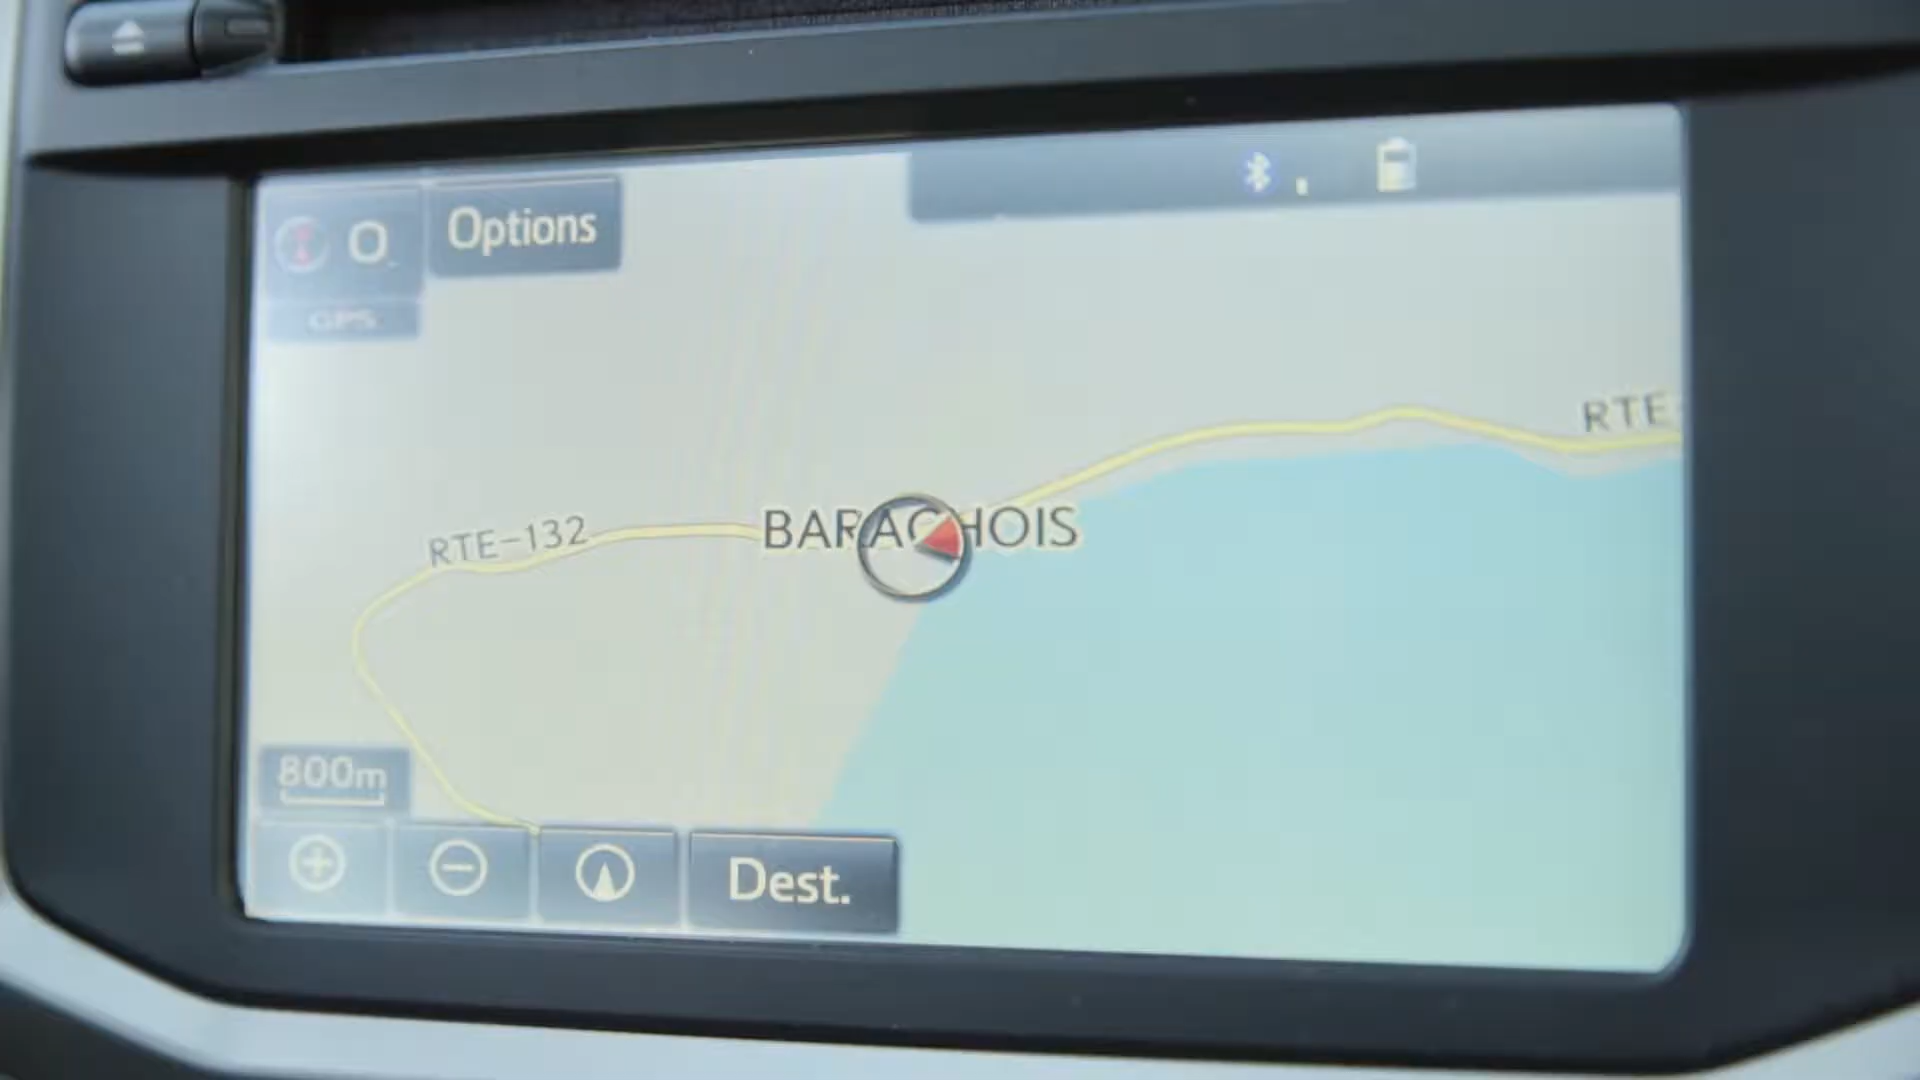 O
Options
GPS
RTE
RTE-132
BARACHOIS
800m
Dest.